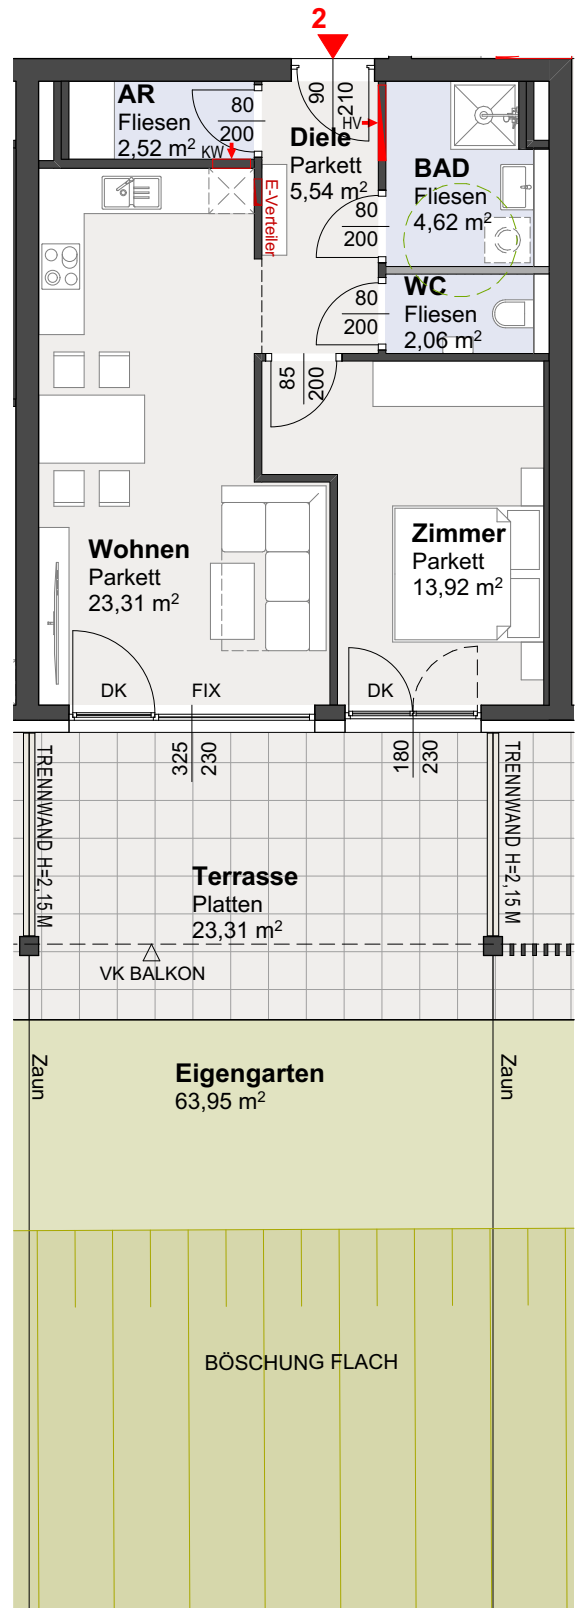 2
AR
Fliesen
2,52 m²
80
200
KW
E-Verteiler
90
210
HV
Diele
Parkett
5,54 m²
BAD
Fliesen
4,62 m²
80
200
WC
Fliesen
2,06 m²
80
200
85
200
Wohnen
Parkett
23,31 m²
Zimmer
Parkett
13,92 m²
DK
FIX
DK
325
230
180
230
TRENNWAND H=2,15 M
TRENNWAND H=2,15 M
Terrasse
Platten
23,31 m²
VK BALKON
Zaun
Zaun
Eigengarten
63,95 m²
BÖSCHUNG FLACH